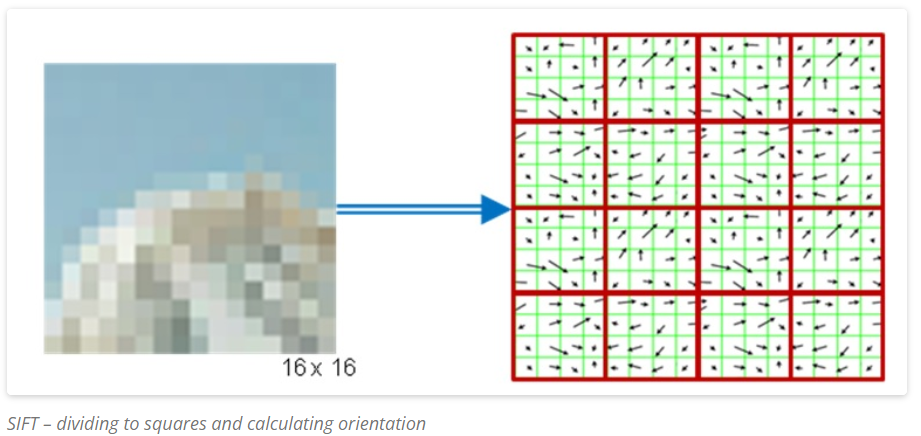 16 x 16
SIFT – dividing to squares and calculating orientation